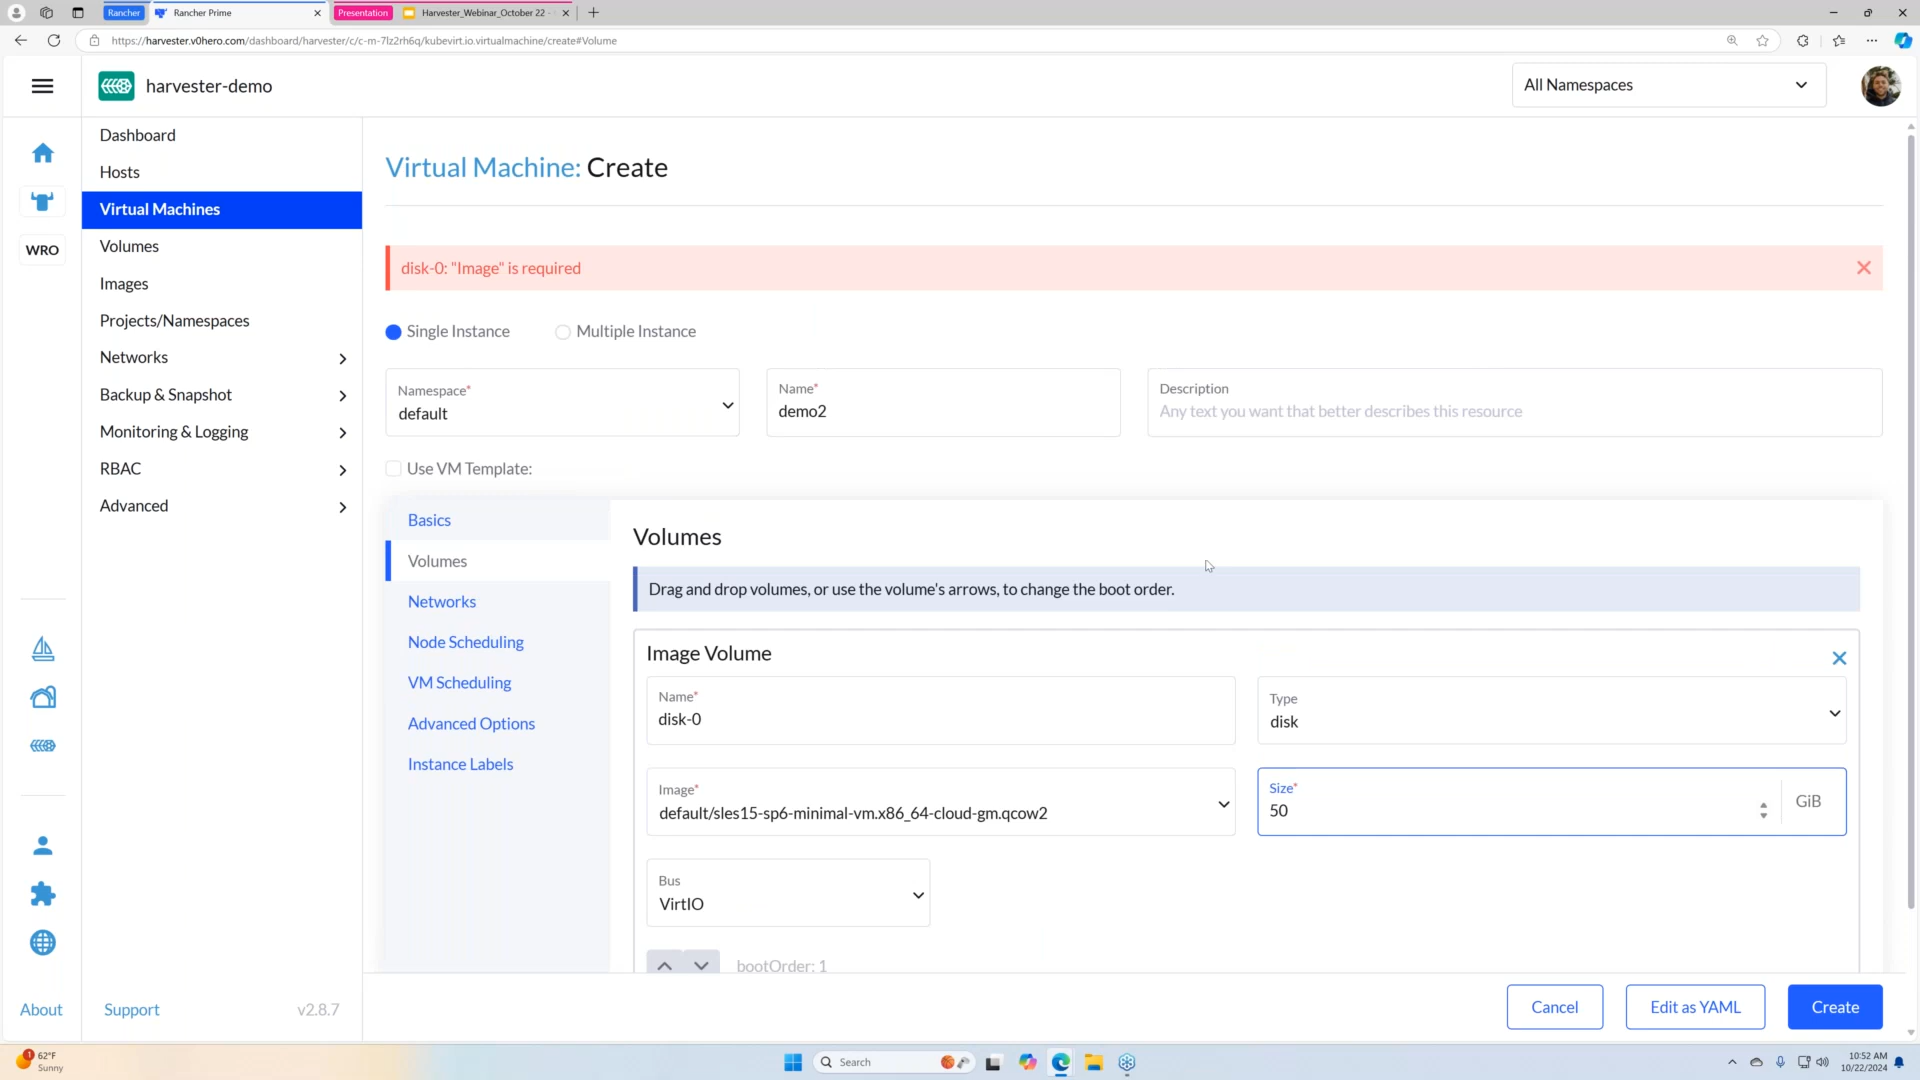 Rancher
Rancher Prime
Presentation
Harvester_Webinar_October 22 -
https://harvester.v0hero.com/dashboard/harvester/c/c-m-7lz2rh6q/kubevirt.io.virtualmachine/create#Volume
harvester-demo
All Namespaces
WRO
Dashboard
Hosts
Virtual Machines
Volumes
Images
Projects/Namespaces
Networks
Backup & Snapshot
Monitoring & Logging
RBAC
Advanced
About
Support
v2.8.7
Virtual Machine: Create
disk-0: "Image" is required
Single Instance
Multiple Instance
Namespace*
default
Name*
demo2
Description
Any text you want that better describes this resource
Use VM Template:
Basics
Volumes
Networks
Node Scheduling
VM Scheduling
Advanced Options
Instance Labels
Volumes
Drag and drop volumes, or use the volume's arrows, to change the boot order.
Image Volume
Name*
disk-0
Type
disk
Image*
default/sles15-sp6-minimal-vm.x86_64-cloud-gm.qcow2
Size*
50
GiB
Bus
VirtIO
bootOrder: 1
Cancel
Edit as YAML
Create
1
62°F
Sunny
Search
10:52 AM
10/22/2024